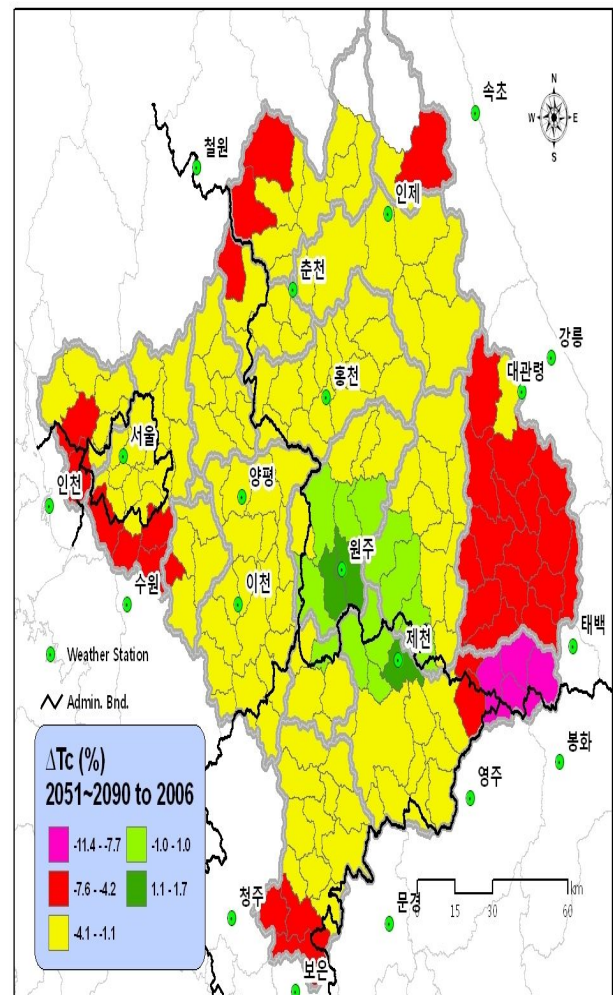 N
W E
S
속초
철원
인제
춘천
강릉
대관령
홍천
서울
양평
인천
원주
이천
수원
제천
태백
Weather Station
Admin. Bnd.
봉화
영주
ΔTc (%)
2051~2090 to 2006
-11.4 - -7.7
-1.0 - 1.0
-7.6 - -4.2
1.1 - 1.7
-4.1 - -1.1
km
0 15 30 60
청주
문경
보은